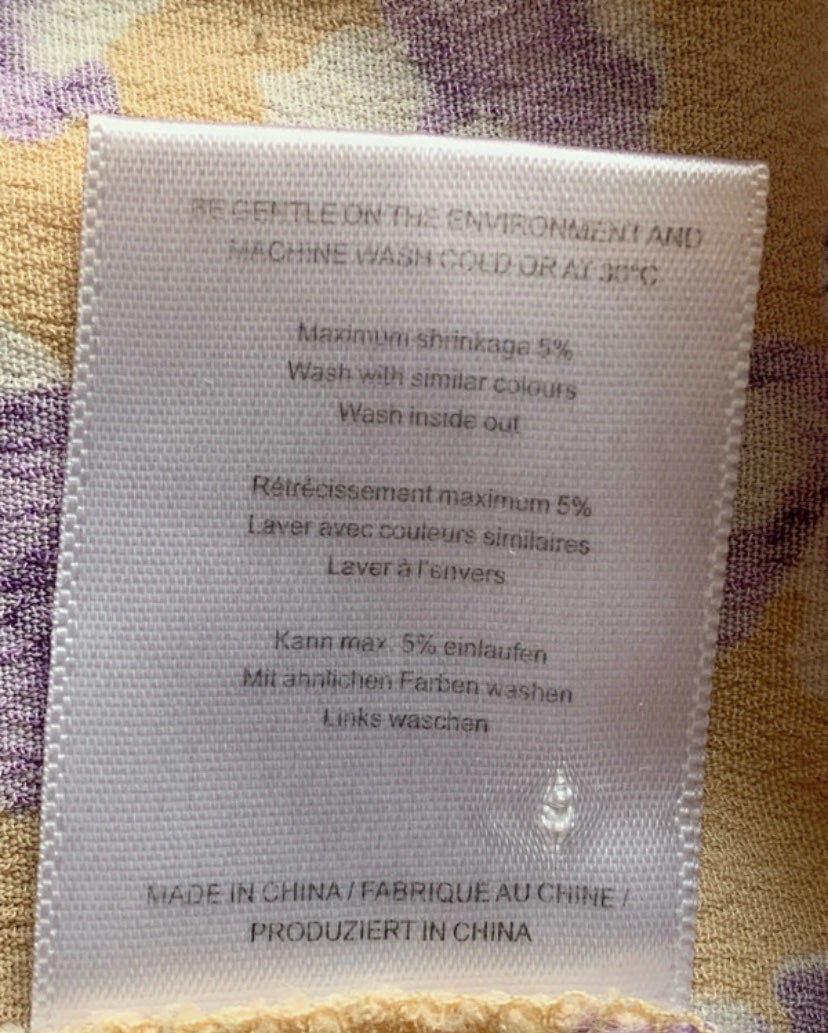 BE GENTLE ON THE ENVIRONMENT AND
MACHINE WASH COLD OR AT 30°C
Maximum shrinkage 5%
Wash with similar colours
Wash inside out
Rétrécissement maximum 5%
Laver avec couleurs similaires
Laver à l'envers
Kann max. 5% einlaufen
Mit ähnlichen Farben washen
Links waschen
MADE IN CHINA / FABRIQUE AU CHINE /
PRODUZIERT IN CHINA